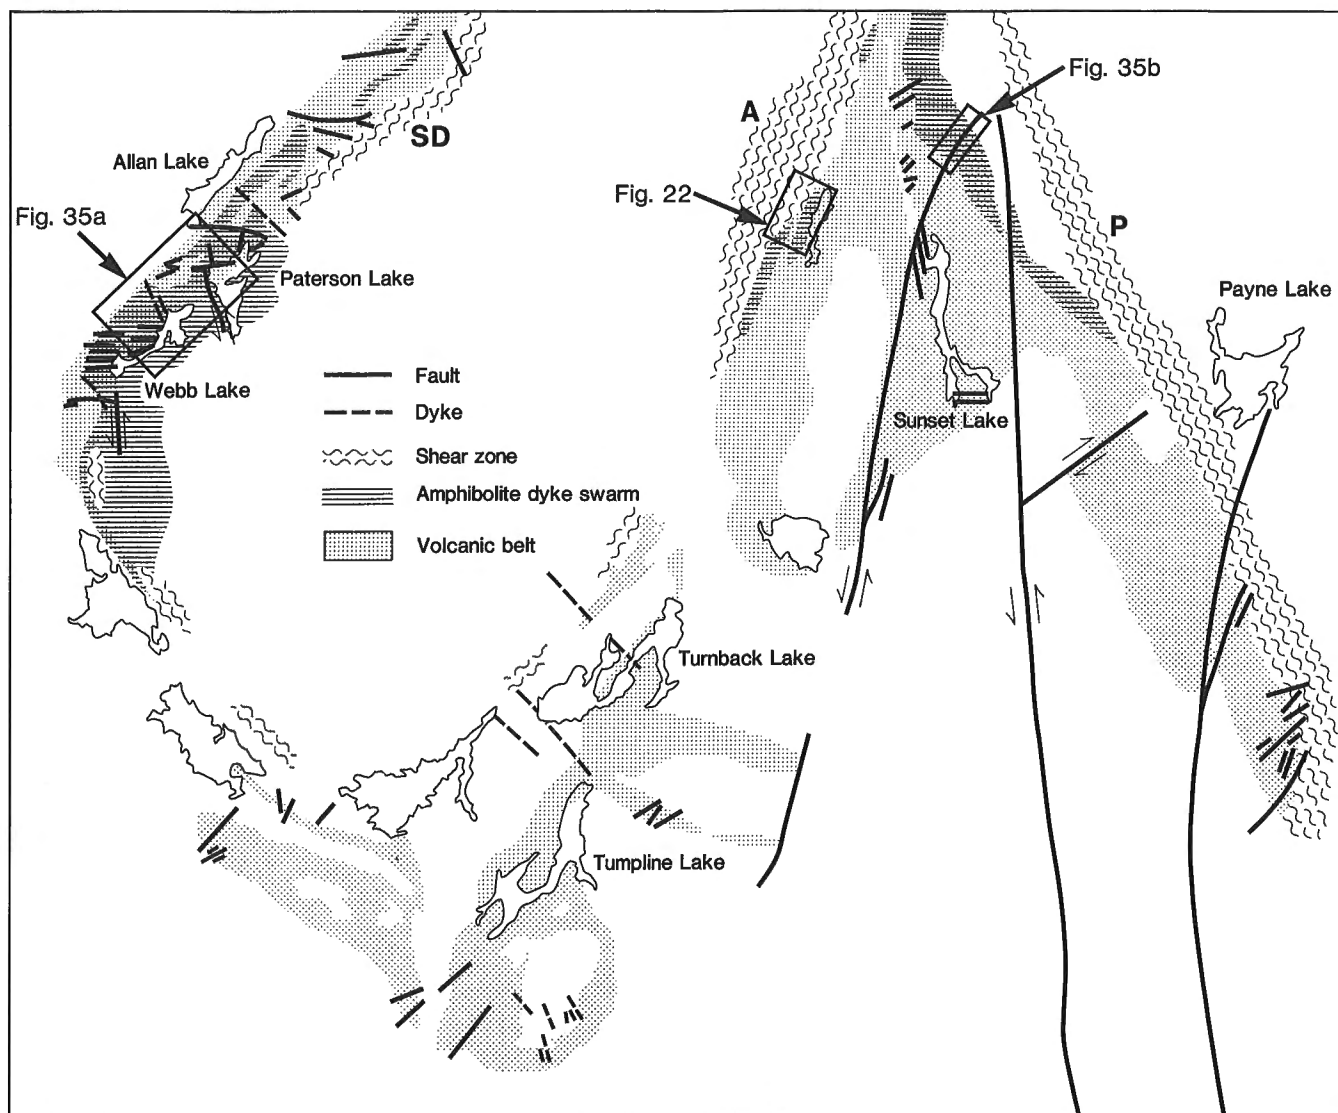 Fig. 35b
A
SD
Allan Lake
Fig. 22
Fig. 35a
P
Paterson Lake
Payne Lake
Fault
Webb Lake
Dyke
Sunset Lake
Shear zone
Amphibolite dyke swarm
Volcanic belt
Turnback Lake
Tumpline Lake